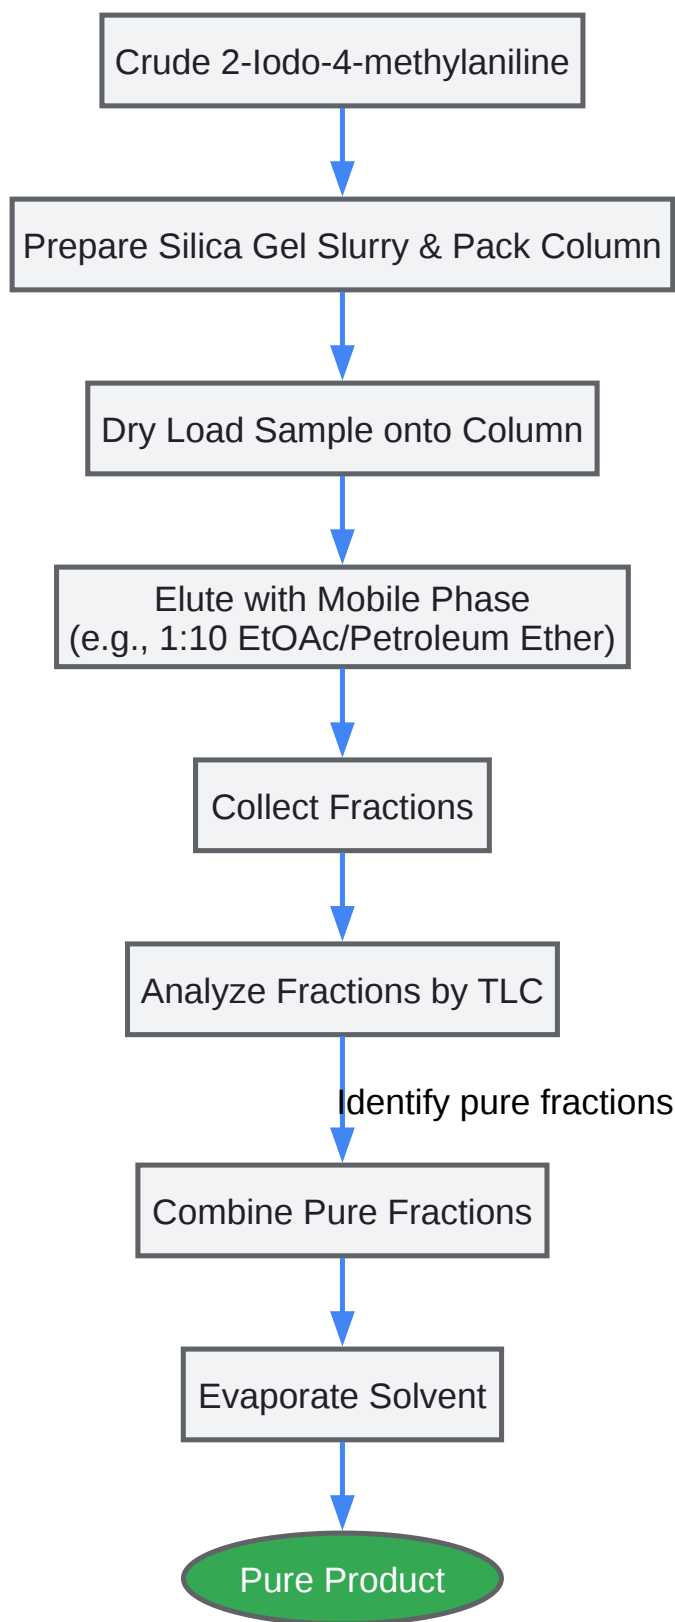 Crude 2-Iodo-4-methylaniline
Prepare Silica Gel Slurry & Pack Column
Dry Load Sample onto Column
Elute with Mobile Phase
(e.g., 1:10 EtOAc/Petroleum Ether)
Collect Fractions
Analyze Fractions by TLC
Identify pure fractions
Combine Pure Fractions
Evaporate Solvent
Pure Product